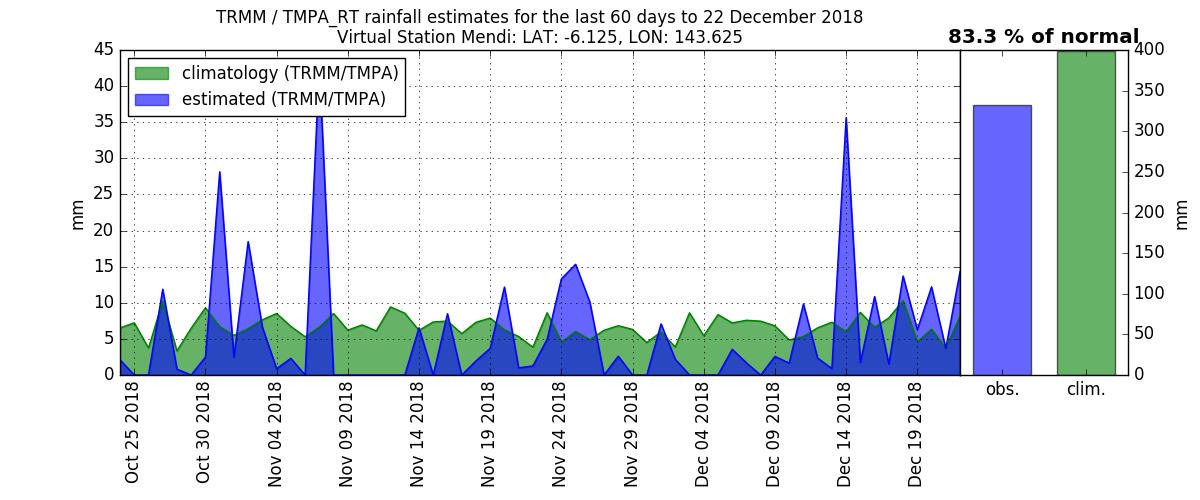 TRMM / TMPA_RT rainfall estimates for the last 60 days to 22 December 2018
Virtual Station Mendi: LAT: -6.125, LON: 143.625
83.3 % of normal
climatology (TRMM/TMPA)
estimated (TRMM/TMPA)
45
40
35
30
25
20
15
10
5
0
mm
Oct 25 2018
Oct 30 2018
Nov 04 2018
Nov 09 2018
Nov 14 2018
Nov 19 2018
Nov 24 2018
Nov 29 2018
Dec 04 2018
Dec 09 2018
Dec 14 2018
Dec 19 2018
obs.
clim.
400
350
300
250
200
150
100
50
0
mm